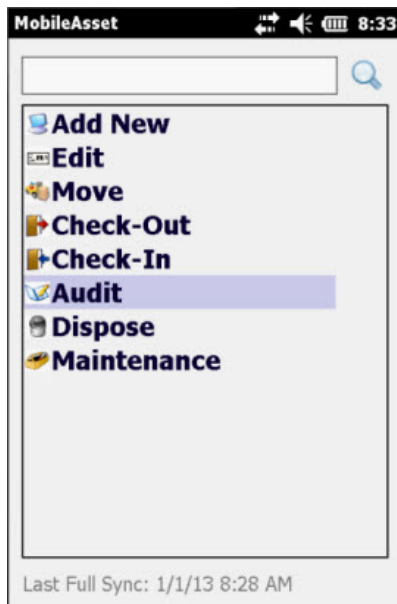 MobileAsset 8:33
Add New
Edit
Move
Check-Out
Check-In
Audit
Dispose
Maintenance
Last Full Sync: 1/1/13 8:28 AM